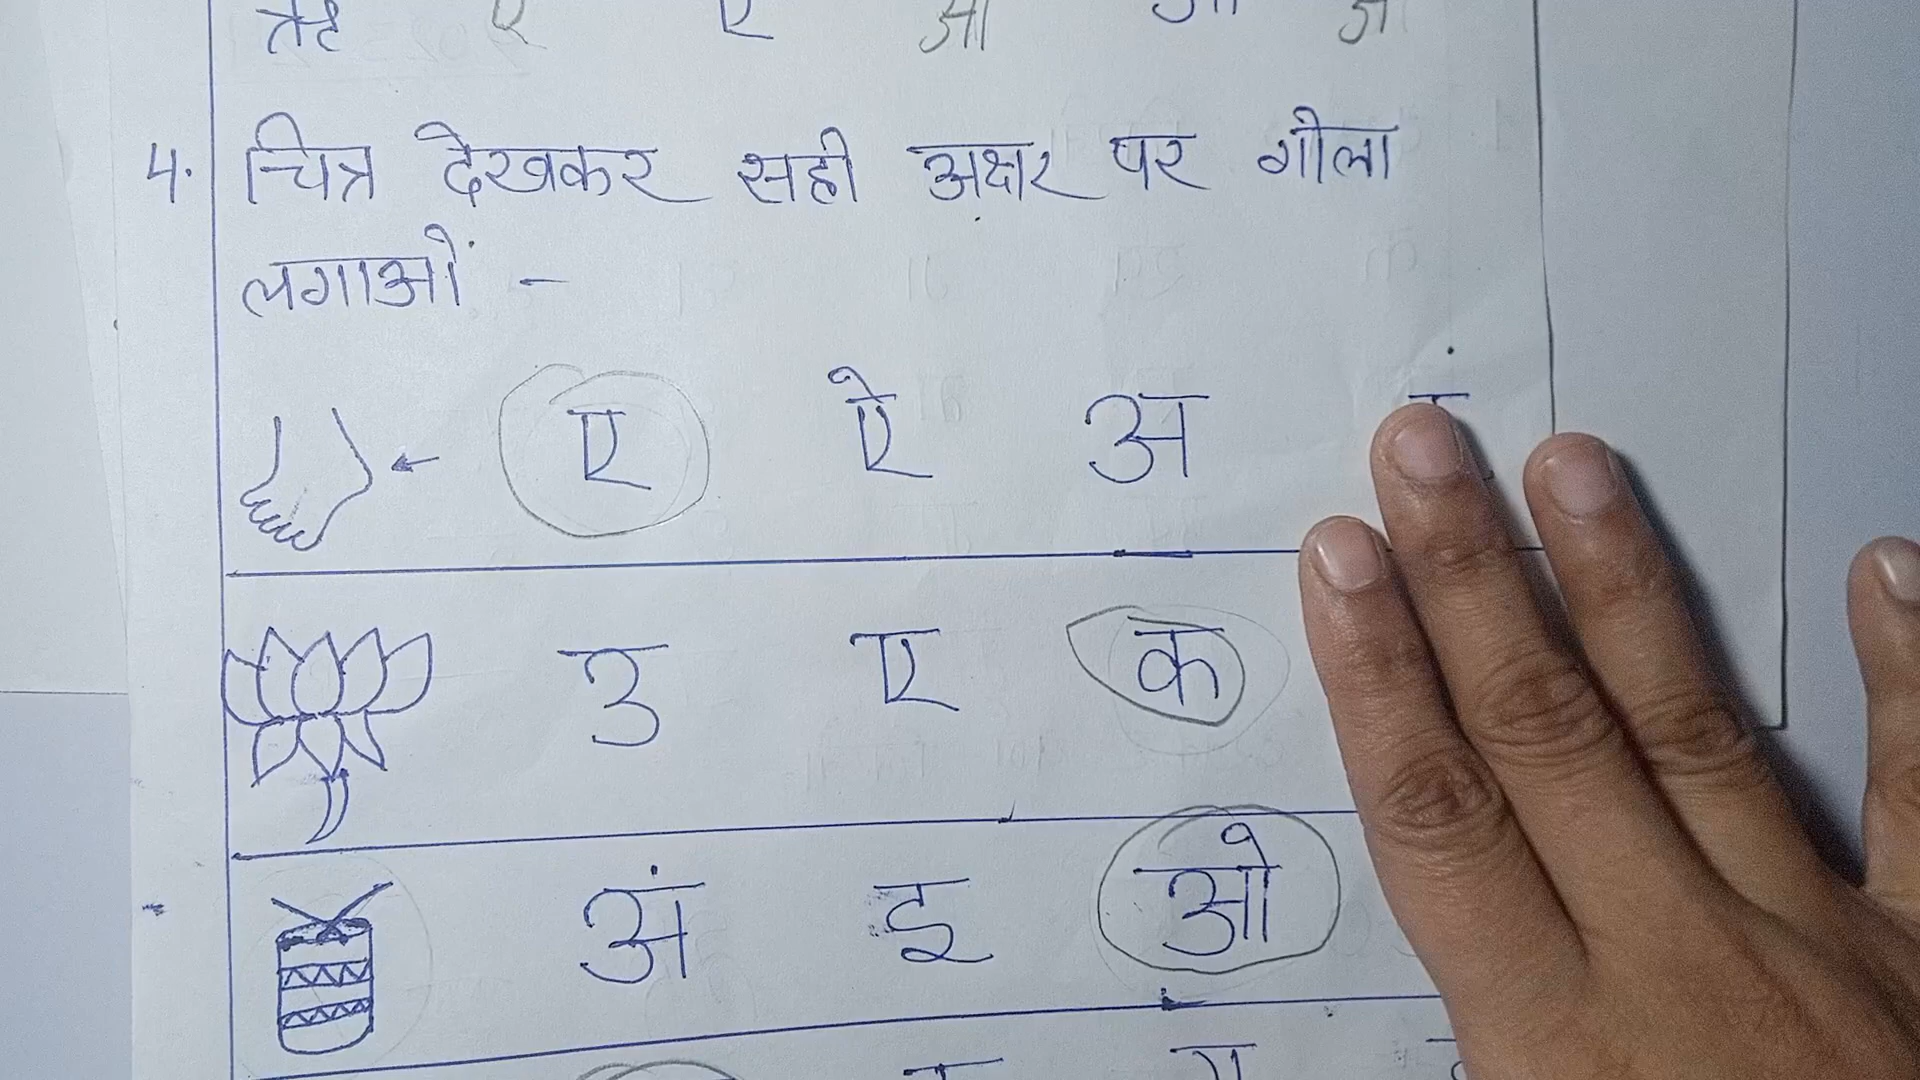 4. चित्र देखकर सही अक्षर पर गोला
लगाओं -
ए ऐ अ
उ ए क
अं इ ओ